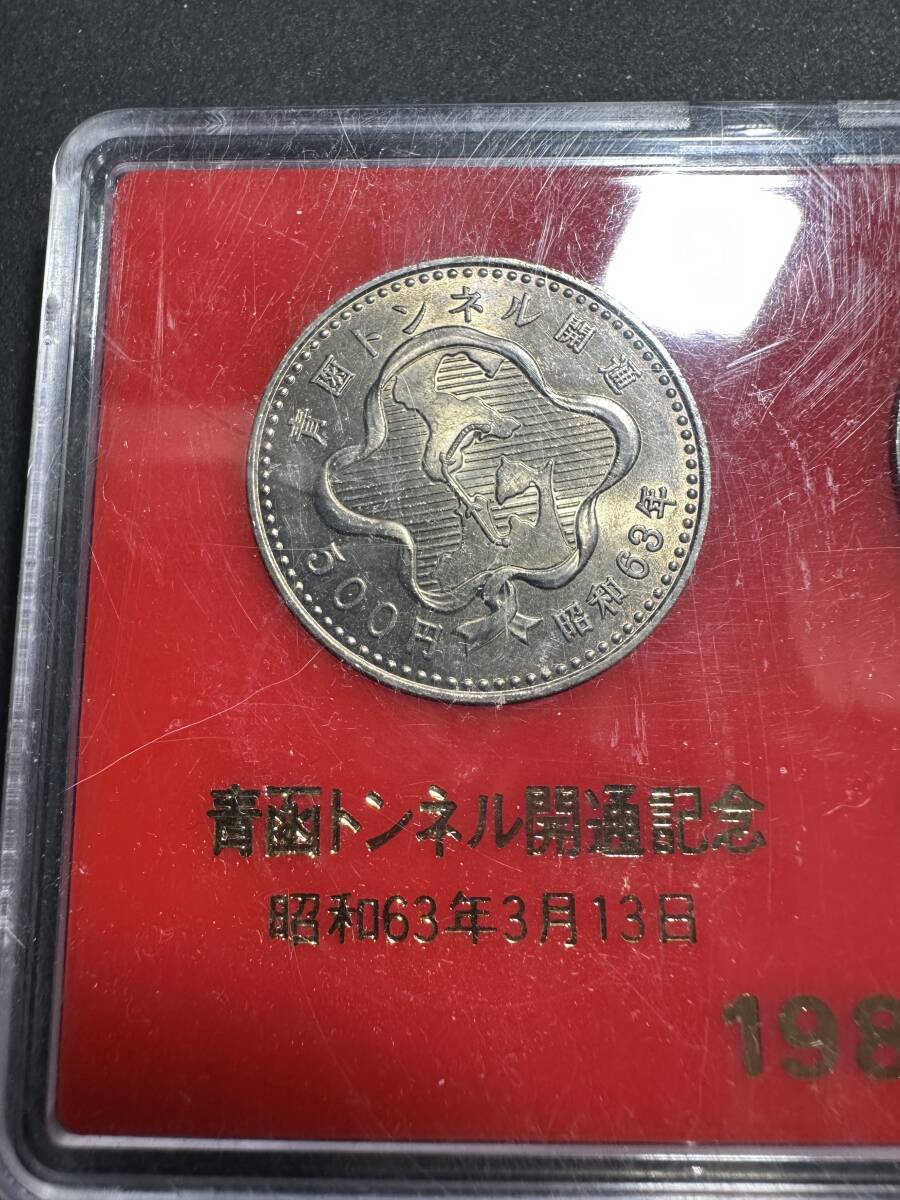 青函トンネル開通
昭和63年
500円
青函トンネル開通記念
昭和63年3月13日
198